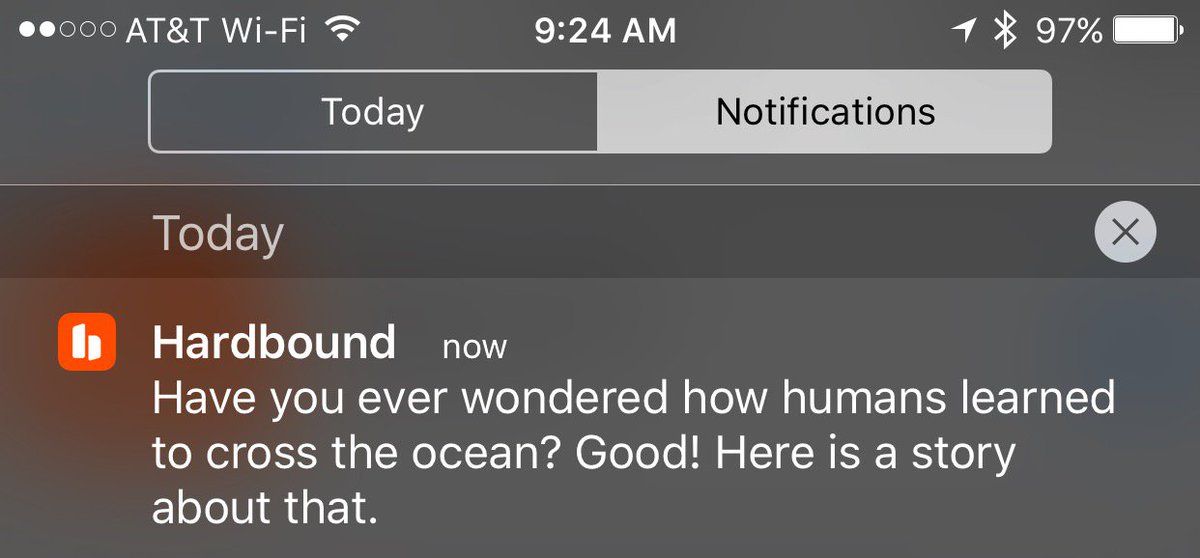 AT&T Wi-Fi 9:24 AM 97%
Today Notifications
Today
Hardbound now
Have you ever wondered how humans learned
to cross the ocean? Good! Here is a story
about that.